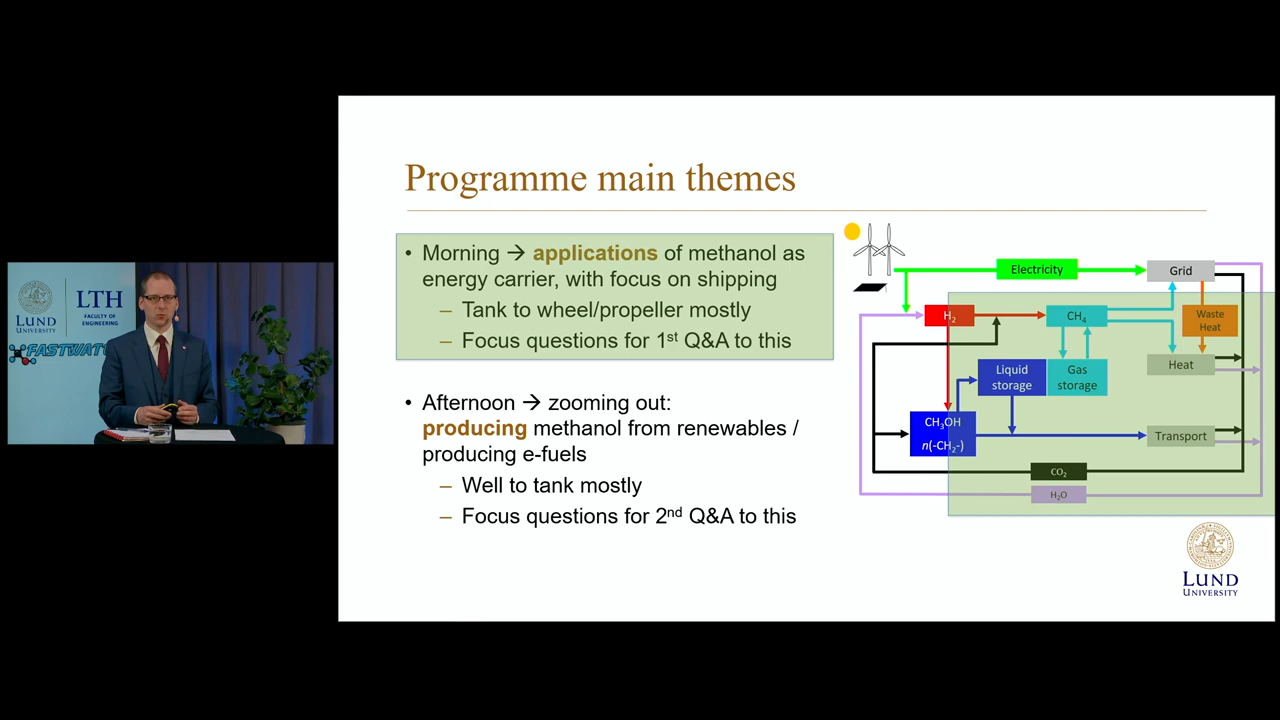 Programme main themes
• Morning → applications of methanol as
energy carrier, with focus on shipping
– Tank to wheel/propeller mostly
– Focus questions for 1st Q&A to this
• Afternoon → zooming out:
producing methanol from renewables /
producing e-fuels
– Well to tank mostly
– Focus questions for 2nd Q&A to this
Electricity
Grid
H₂
CH₄
Waste
Heat
Liquid
storage
Gas
storage
Heat
CH₃OH
n(-CH₂-)
Transport
CO₂
H₂O
LUND
UNIVERSITY
LUND
UNIVERSITY
LTH
FACULTY OF
ENGINEERING